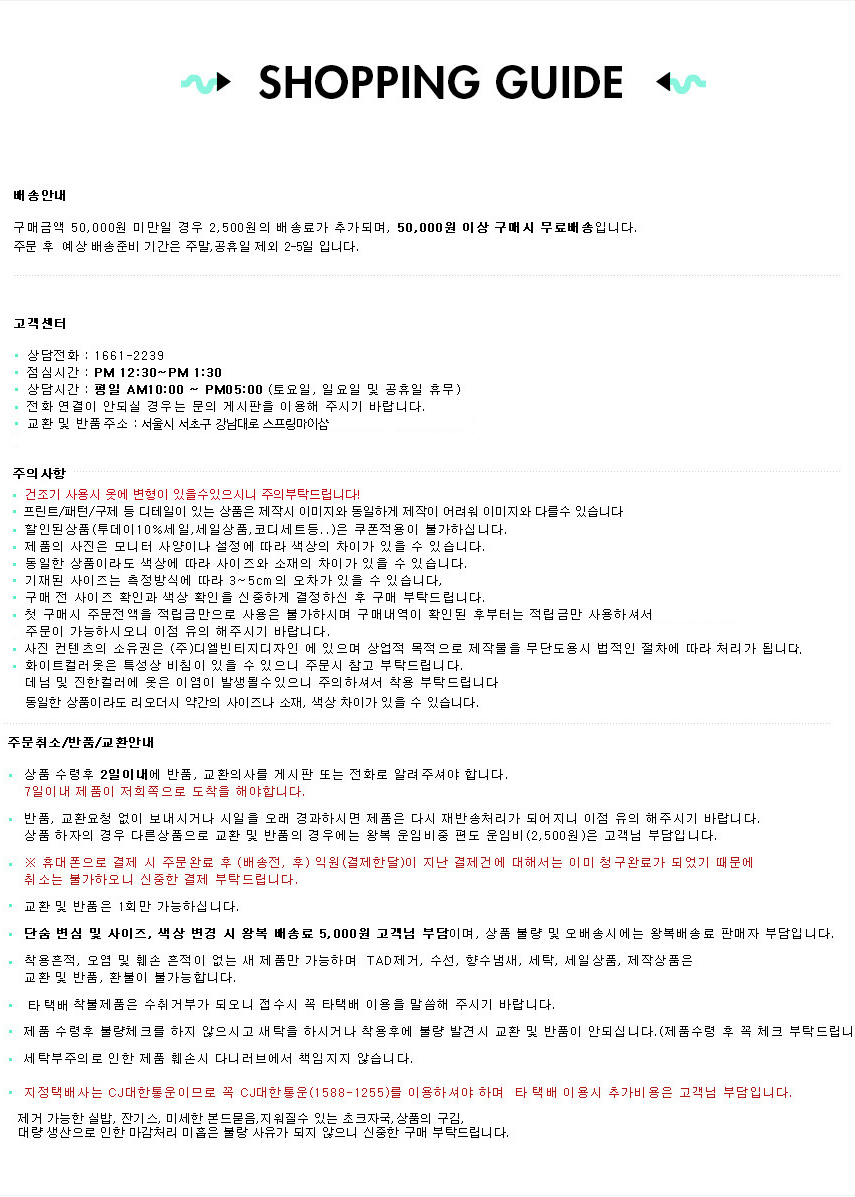 SHOPPING GUIDE
배송안내
구매금액 50,000원 미만일 경우 2,500원의 배송료가 추가되며, 50,000원 이상 구매시 무료배송입니다.
주문 후 예상 배송준비 기간은 주말,공휴일 제외 2-5일 입니다.
고객센터
상담전화 : 1661-2239
점심시간 : PM 12:30~PM 1:30
상담시간 : 평일 AM10:00 ~ PM05:00 (토요일, 일요일 및 공휴일 휴무)
전화 연결이 안되실 경우는 문의 게시판을 이용해 주시기 바랍니다.
교환 및 반품주소 : 서울시 서초구 강남대로 스프링마이샵
주의사항
건조기 사용시 옷에 변형이 있을수있으시니 주의부탁드립니다!
프린트/패턴/구제 등 디테일이 있는 상품은 제작시 이미지와 동일하게 제작이 어려워 이미지와 다를수 있습니다
할인된상품(투데이10%세일,세일상품,코디세트등..)은 쿠폰적용이 불가하십니다.
제품의 사진은 모니터 사양이나 설정에 따라 색상의 차이가 있을 수 있습니다.
동일한 상품이라도 색상에 따라 사이즈와 소재의 차이가 있을 수 있습니다.
기재된 사이즈는 측정방식에 따라 3~5cm의 오차가 있을 수 있습니다,
구매 전 사이즈 확인과 색상 확인을 신중하게 결정하신 후 구매 부탁드립니다.
첫 구매시 주문전액을 적립금만으로 사용은 불가하시며 구매내역이 확인된 후부터는 적립금만 사용하셔서
주문이 가능하시오니 이점 유의 해주시기 바랍니다.
사진 컨텐츠의 소유권은 (주)디엘빈티지디자인 에 있으며 상업적 목적으로 제작물을 무단도용시 법적인 절차에 따라 처리가 됩니다.
화이트컬러옷은 특성상 비침이 있을 수 있으니 주문시 참고 부탁드립니다.
데님 및 진한컬러에 옷은 이염이 발생될수있으니 주의하셔서 착용 부탁드립니다
동일한 상품이라도 리오더시 약간의 사이즈나 소재, 색상 차이가 있을 수 있습니다.
주문취소/반품/교환안내
상품 수령후 2일이내에 반품, 교환의사를 게시판 또는 전화로 알려주셔야 합니다.
7일이내 제품이 저희쪽으로 도착을 해야합니다.
반품, 교환요청 없이 보내시거나 시일을 오래 경과하시면 제품은 다시 재반송처리가 되어지니 이점 유의 해주시기 바랍니다.
상품 하자의 경우 다른상품으로 교환 및 반품의 경우에는 왕복 운임비중 편도 운임비(2,500원)은 고객님 부담입니다.
※ 휴대폰으로 결제 시 주문완료 후 (배송전, 후) 익월(결제한달)이 지난 결제건에 대해서는 이미 청구완료가 되었기 때문에
취소는 불가하오니 신중한 결제 부탁드립니다.
교환 및 반품은 1회만 가능하십니다.
단순 변심 및 사이즈, 색상 변경 시 왕복 배송료 5,000원 고객님 부담이며, 상품 불량 및 오배송시에는 왕복배송료 판매자 부담입니다.
착용흔적, 오염 및 훼손 흔적이 없는 새 제품만 가능하며 TAD제거, 수선, 향수냄새, 세탁, 세일상품, 제작상품은
교환 및 반품, 환불이 불가능합니다.
타택배 착불제품은 수취거부가 되오니 접수시 꼭 타택배 이용을 말씀해 주시기 바랍니다.
제품 수령후 불량체크를 하지 않으시고 새탁을 하시거나 착용후에 불량 발견시 교환 및 반품이 안되십니다.(제품수령 후 꼭 체크 부탁드립니
세탁부주의로 인한 제품 훼손시 다니러브에서 책임지지 않습니다.
지정택배사는 CJ대한통운이므로 꼭 CJ대한통운(1588-1255)를 이용하셔야 하며 타 택배 이용시 추가비용은 고객님 부담입니다.
제거 가능한 실밥, 잔기스, 미세한 본드묻음,지워질수 있는 초크자국,상품의 구김,
대량 생산으로 인한 마감처리 미흡은 불량 사유가 되지 않으니 신중한 구매 부탁드립니다.